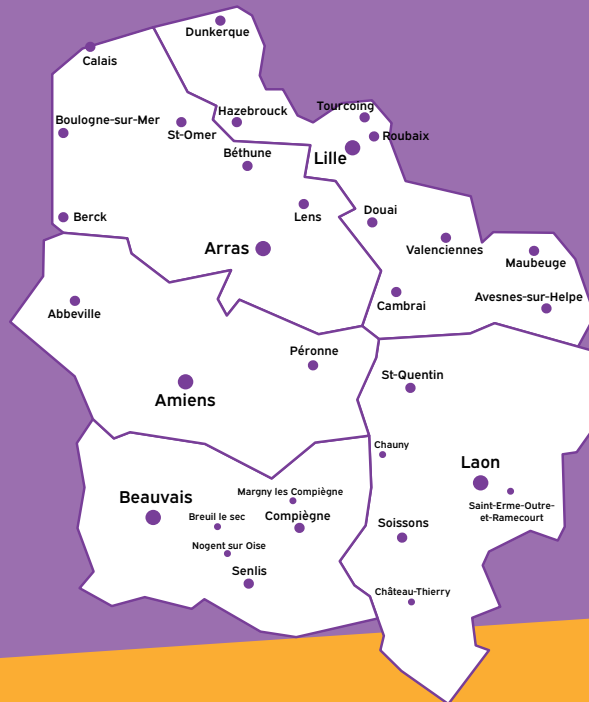 Dunkerque
Calais
Tourcoing
Hazebrouck
Boulogne-sur-Mer
St-Omer
Roubaix
Lille
Béthune
Berck
Lens
Douai
Arras
Valenciennes
Maubeuge
Abbeville
Cambrai
Avesnes-sur-Helpe
Péronne
St-Quentin
Amiens
Chauny
Laon
Beauvais
Margny les Compiègne
Saint-Erme-Outre-
et-Ramecourt
Breuil le sec
Compiègne
Soissons
Nogent sur Oise
Senlis
Château-Thierry